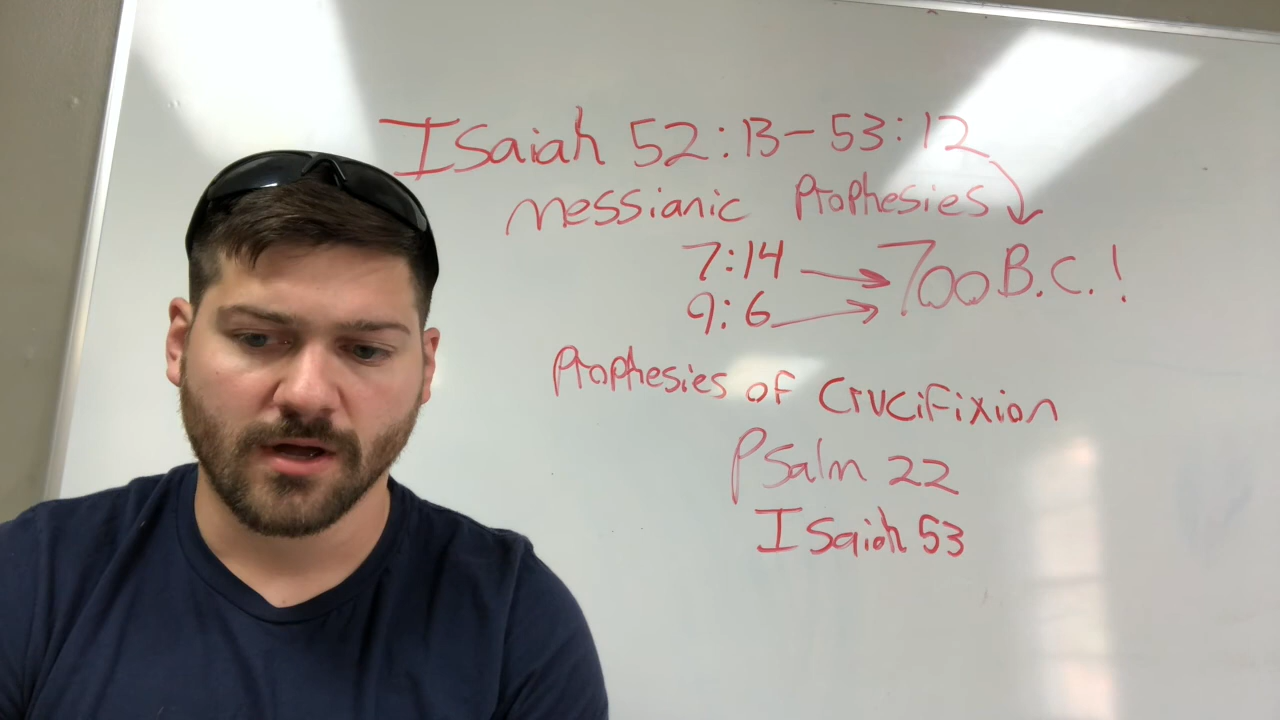 Isaiah 52:13-53:12
messianic Prophesies
7:14 → 700 B.C.!
9:6 →
Prophesies of Crucifixion
Psalm 22
Isaiah 53